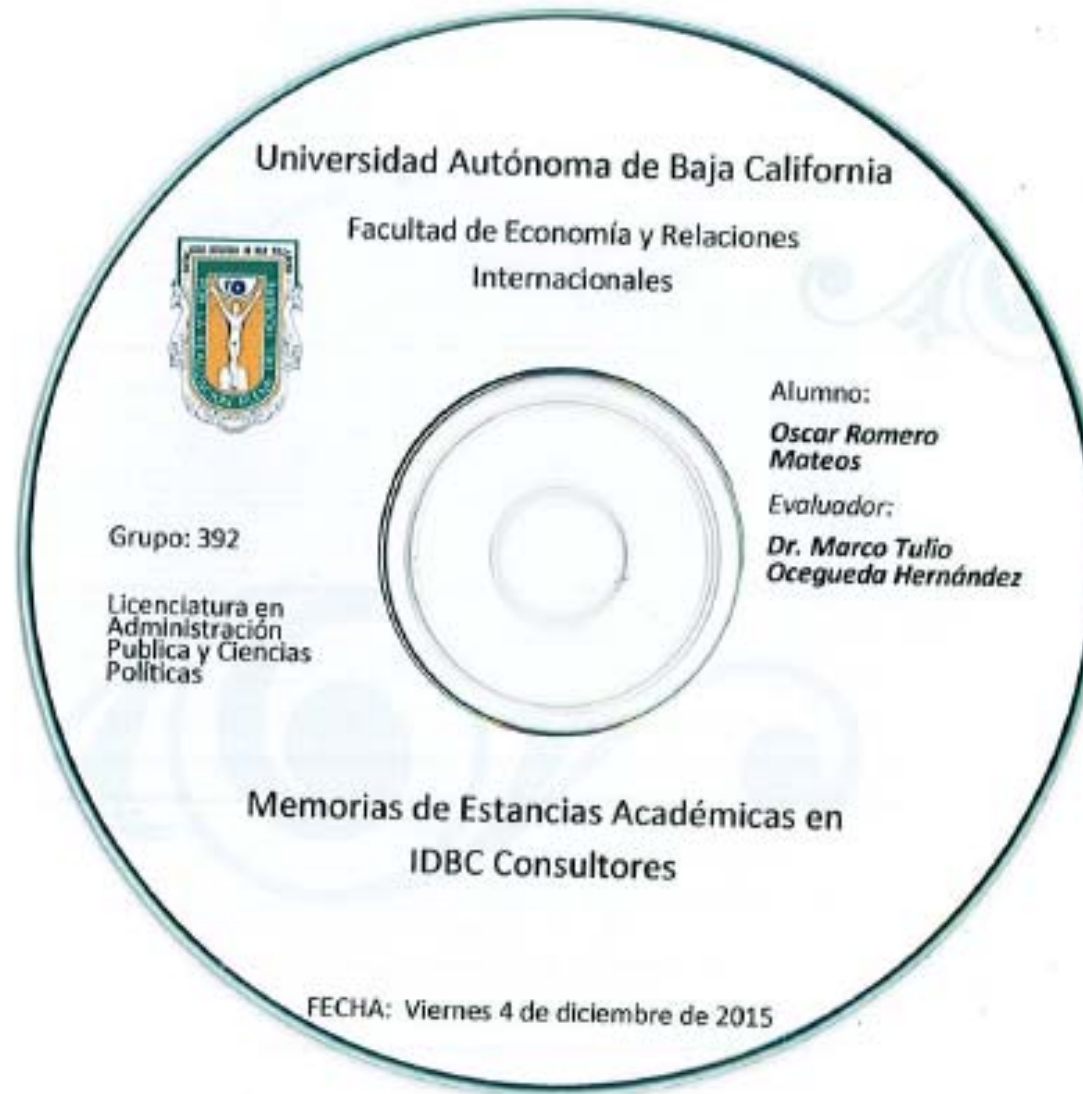 Universidad Autónoma de Baja California
Facultad de Economía y Relaciones
Internacionales
Alumno:
Oscar Romero
Mateos
Evaluador:
Dr. Marco Tulio
Ocegueda Hernández
Grupo: 392
Licenciatura en
Administración
Publica y Ciencias
Políticas
Memorias de Estancias Académicas en
IDBC Consultores
FECHA: Viernes 4 de diciembre de 2015